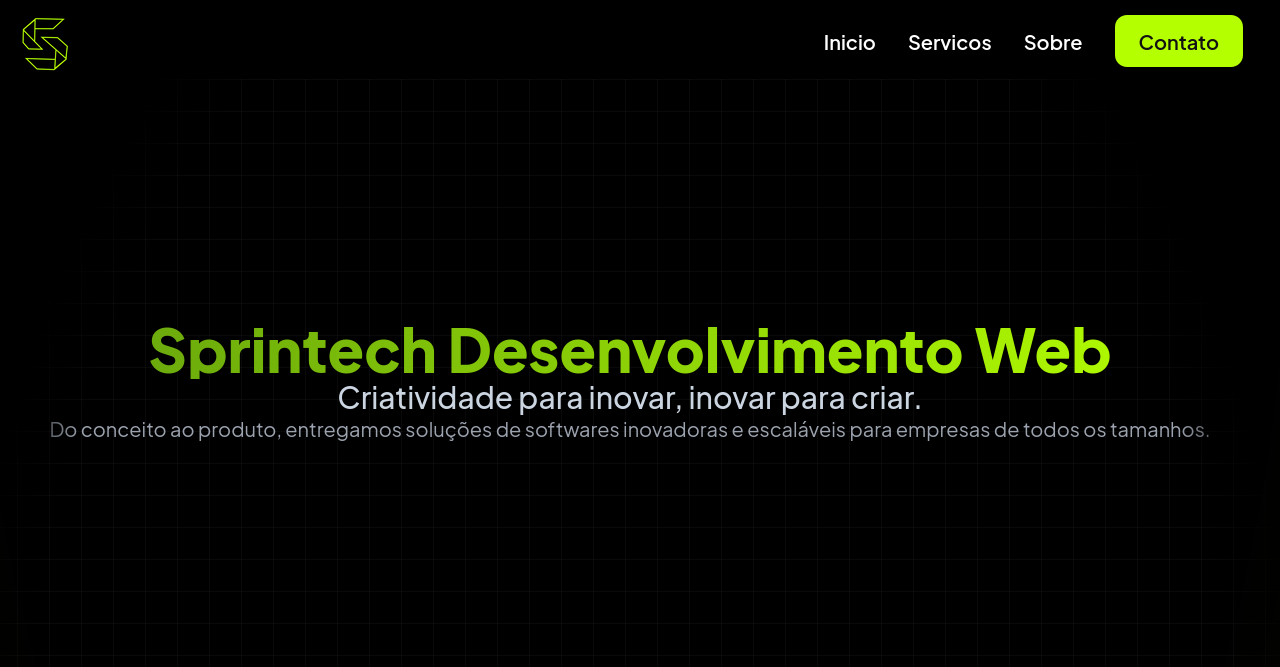 Inicio
Servicos
Sobre
Contato
Sprintech Desenvolvimento Web
Criatividade para inovar, inovar para criar.
Do conceito ao produto, entregamos soluções de softwares inovadoras e escaláveis para empresas de todos os tamanhos.